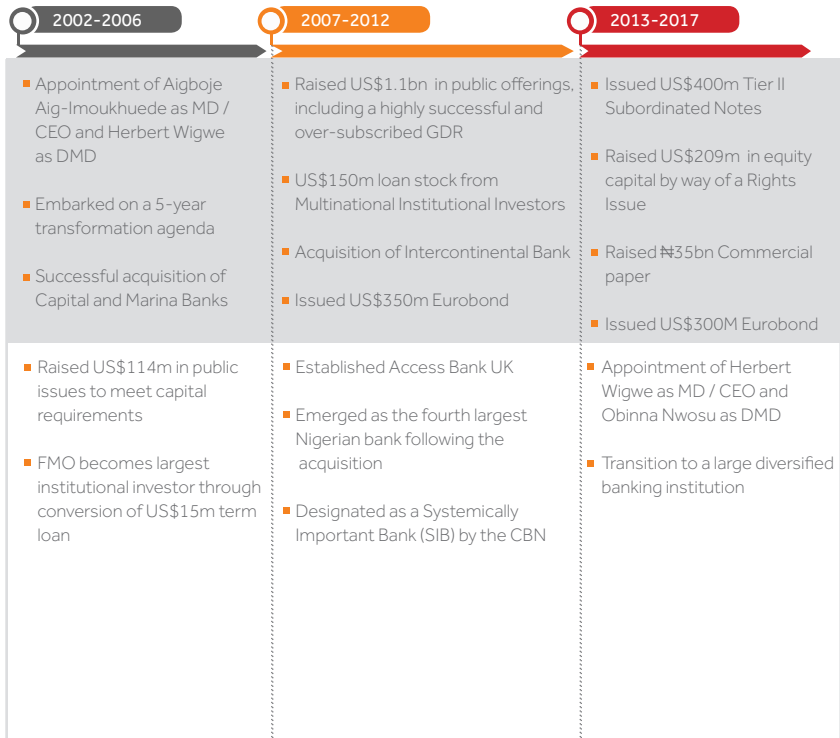 2002-2006
Appointment of Aigboje
Aig-Imoukhuede as MD /
CEO and Herbert Wigwe
as DMD
Embarked on a 5-year
transformation agenda
Successful acquisition of
Capital and Marina Banks
Raised US$114m in public
issues to meet capital
requirements
FMO becomes largest
institutional investor through
conversion of US$15m term
loan
2007-2012
Raised US$1.1bn in public offerings,
including a highly successful and
over-subscribed GDR
US$150m loan stock from
Multinational Institutional Investors
Acquisition of Intercontinental Bank
Issued US$350m Eurobond
Established Access Bank UK
Emerged as the fourth largest
Nigerian bank following the
acquisition
Designated as a Systemically
Important Bank (SIB) by the CBN
2013-2017
Issued US$400m Tier II
Subordinated Notes
Raised US$209m in equity
capital by way of a Rights
Issue
Raised ₦35bn Commercial
paper
Issued US$300M Eurobond
Appointment of Herbert
Wigwe as MD / CEO and
Obinna Nwosu as DMD
Transition to a large diversified
banking institution